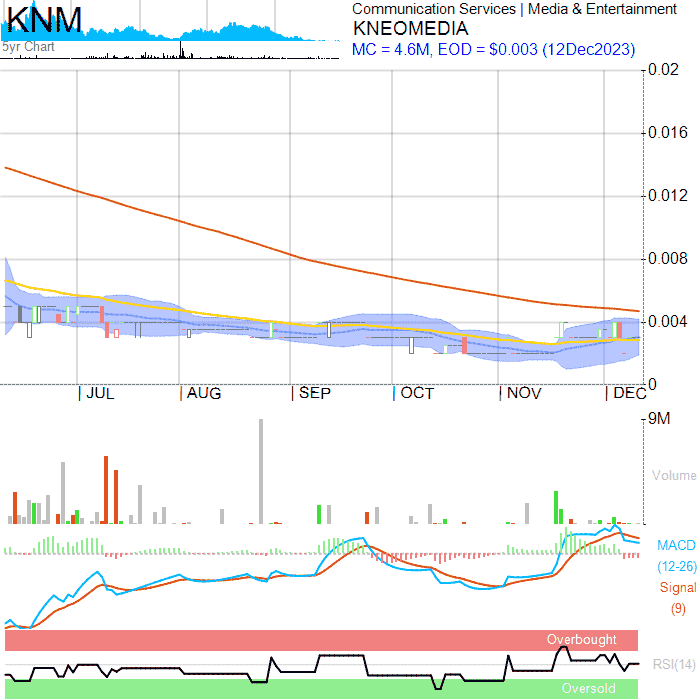 KNM
5yr Chart
Communication Services | Media & Entertainment
KNEOMEDIA
MC = 4.6M, EOD = $0.003 (12Dec2023)
0.02
0.016
0.012
0.008
0.004
0
| JUL | AUG | SEP | OCT | NOV | DEC
9M
Volume
MACD
(12-26)
Signal
(9)
Overbought
RSI(14)
Oversold